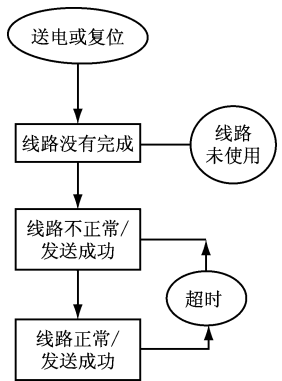 送电或复位
线路没有完成
线路
未使用
线路不正常/
发送成功
超时
线路正常/
发送成功